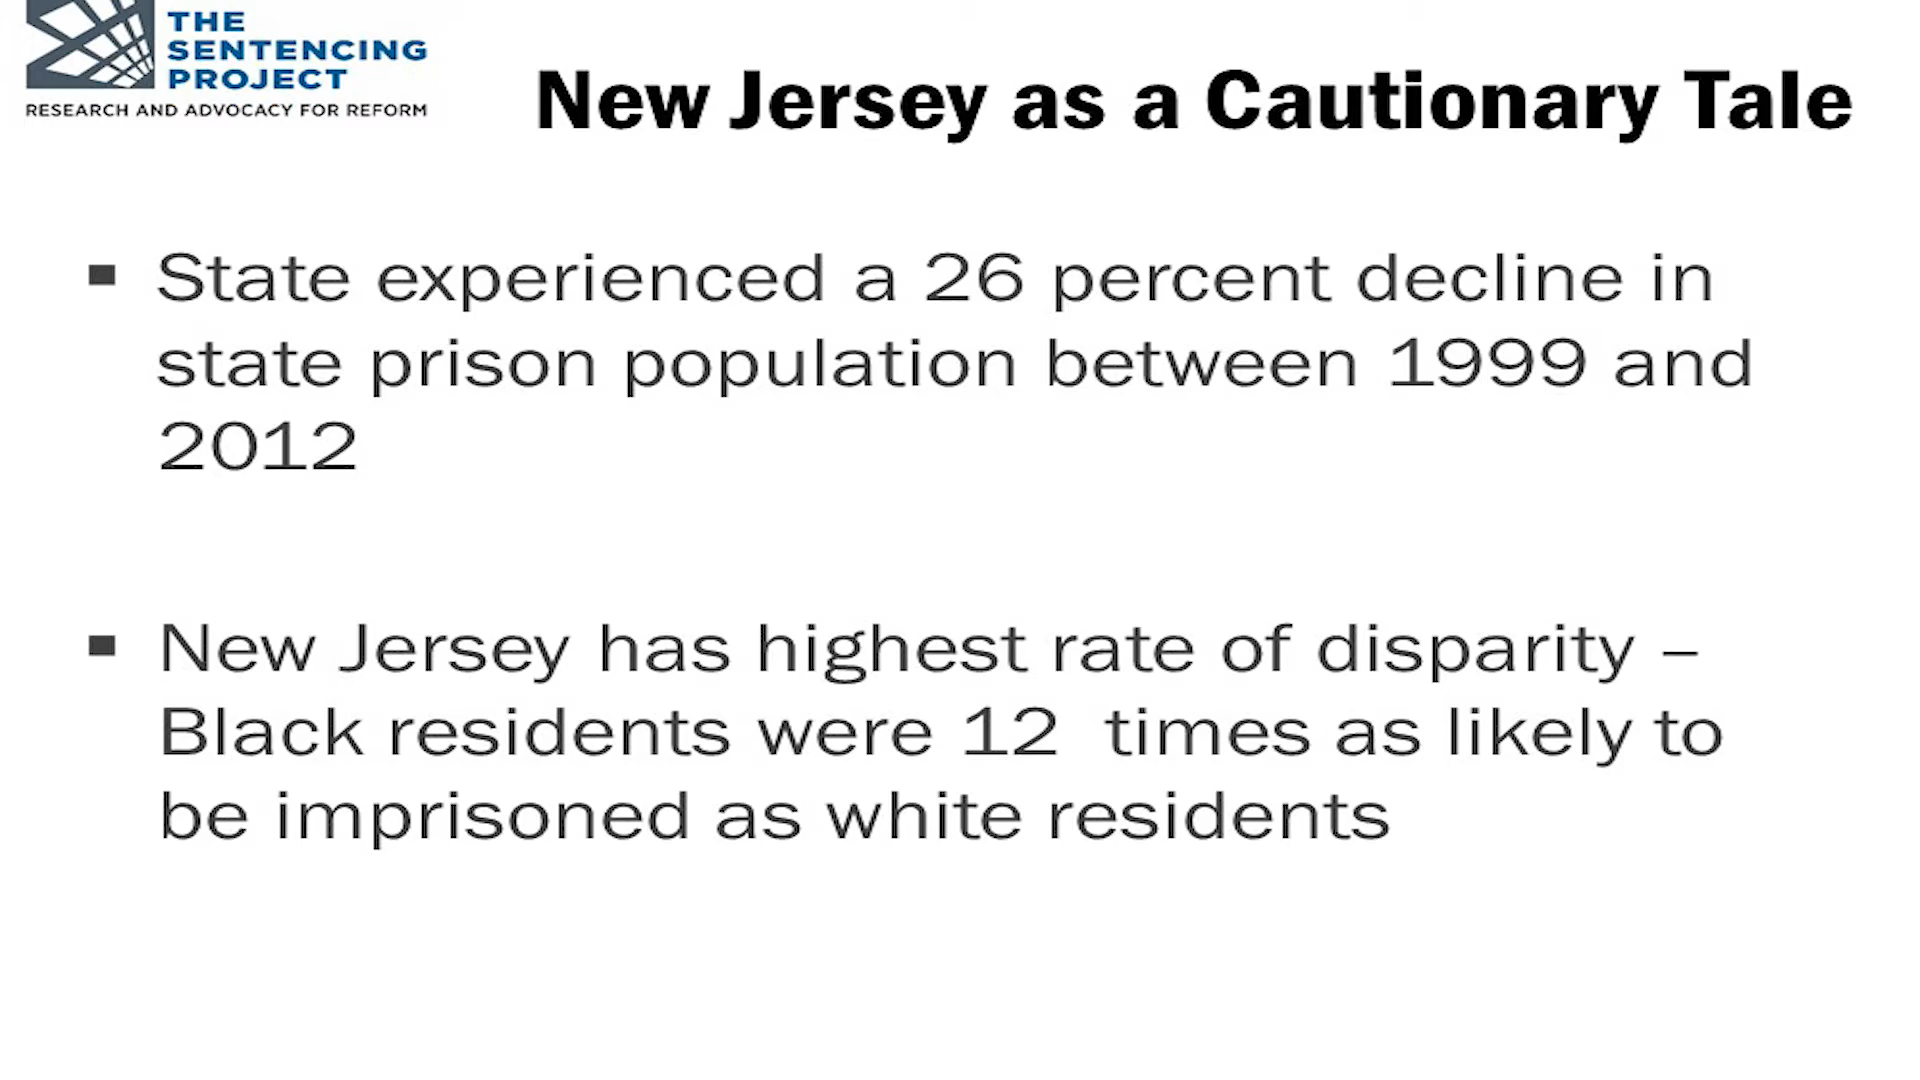 THE
SENTENCING
PROJECT
RESEARCH AND ADVOCACY FOR REFORM
New Jersey as a Cautionary Tale
▪ State experienced a 26 percent decline in
state prison population between 1999 and
2012
▪ New Jersey has highest rate of disparity –
Black residents were 12  times as likely to
be imprisoned as white residents